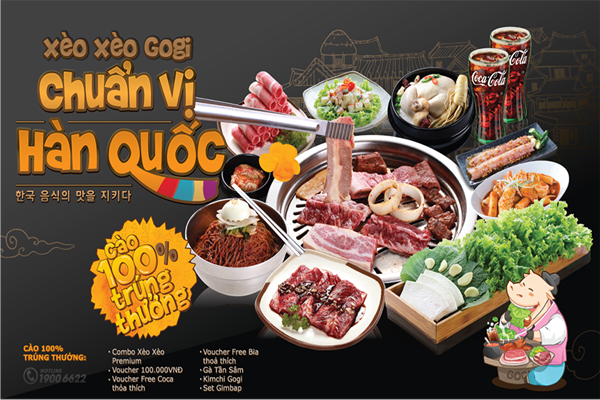 Xèo Xèo Gogi
Chuẩn Vị
Hàn Quốc
한국 음식의 맛을 지키다
Coca-Cola
Coca-Cola
cào
100%
trúng
thưởng
CÀO 100%
TRÚNG THƯỞNG:
HOTLINE
1900 6622
· Combo Xèo Xèo
Premium
· Voucher 100.000VNĐ
· Voucher Free Coca
thỏa thích
· Voucher Free Bia
thoả thích
· Gà Tần Sâm
· Kimchi Gogi
· Set Gimbap
GOGI